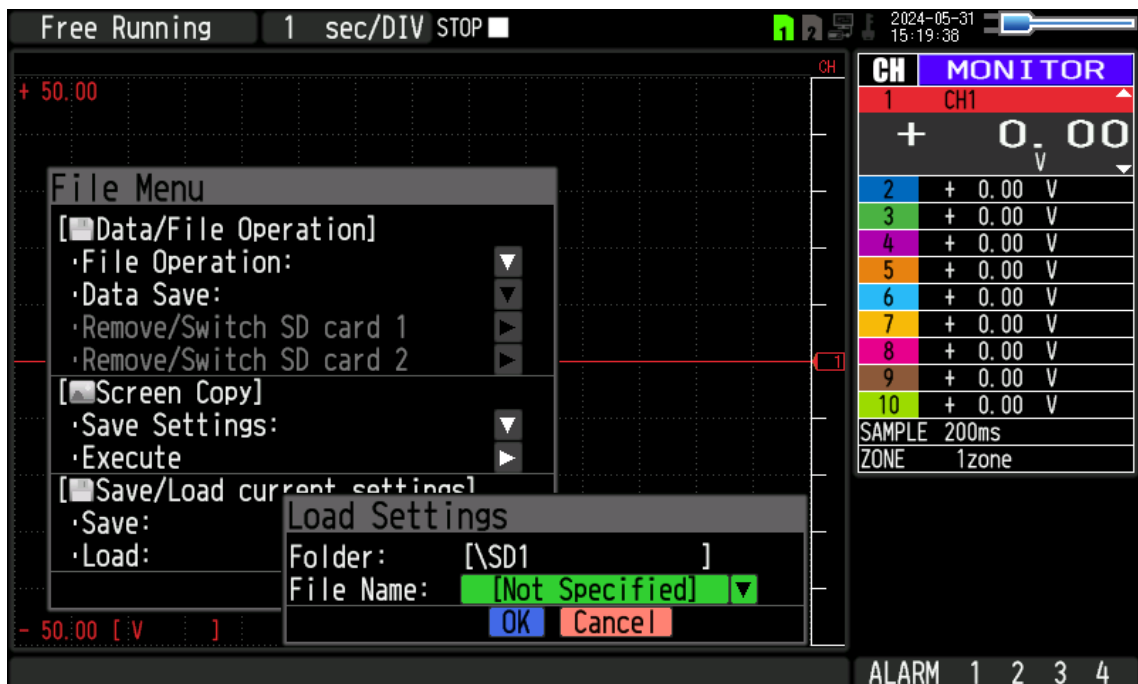 Free Running 1 sec/DIV STOP 1 2 2024-05-31
15:19:38
CH
+ 50.00
CH MONITOR
1 CH1
+ 0.00
V
2 + 0.00 V
3 + 0.00 V
4 + 0.00 V
5 + 0.00 V
6 + 0.00 V
7 + 0.00 V
8 + 0.00 V
9 + 0.00 V
10 + 0.00 V
SAMPLE 200ms
ZONE 1zone
File Menu
[Data/File Operation]
·File Operation:
·Data Save:
·Remove/Switch SD card 1
·Remove/Switch SD card 2
1
[Screen Copy]
·Save Settings:
·Execute
[Save/Load current settings]
·Save:
·Load:
Load Settings
Folder: [\SD1 ]
File Name: [Not Specified]
OK Cancel
- 50.00 [ V ]
ALARM 1 2 3 4